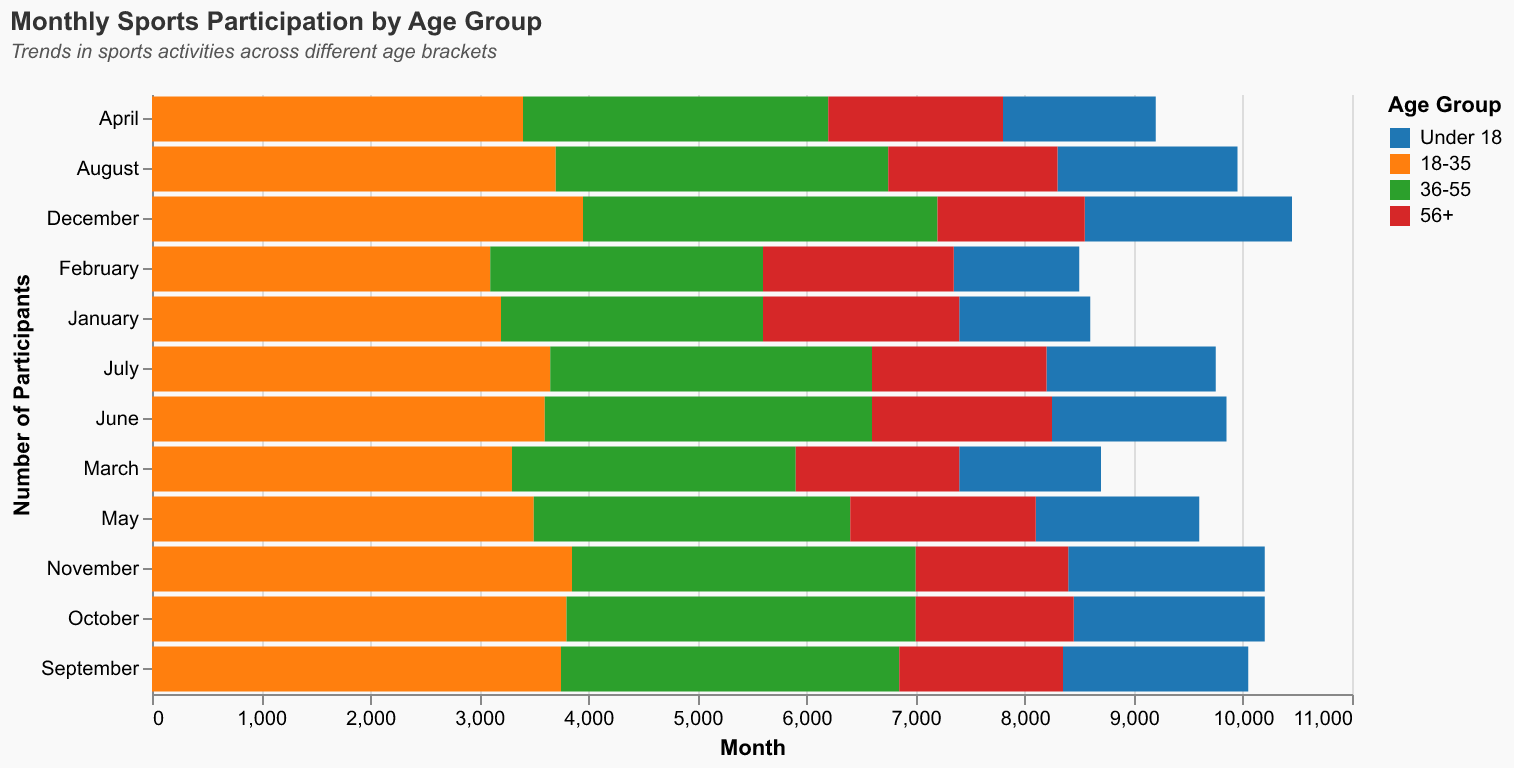 Monthly Sports Participation by Age Group
Trends in sports activities across different age brackets
Number of Participants
April
August
December
February
January
July
June
March
May
November
October
September
0 1,000 2,000 3,000 4,000 5,000 6,000 7,000 8,000 9,000 10,000 11,000
Month
Age Group
Under 18
18-35
36-55
56+